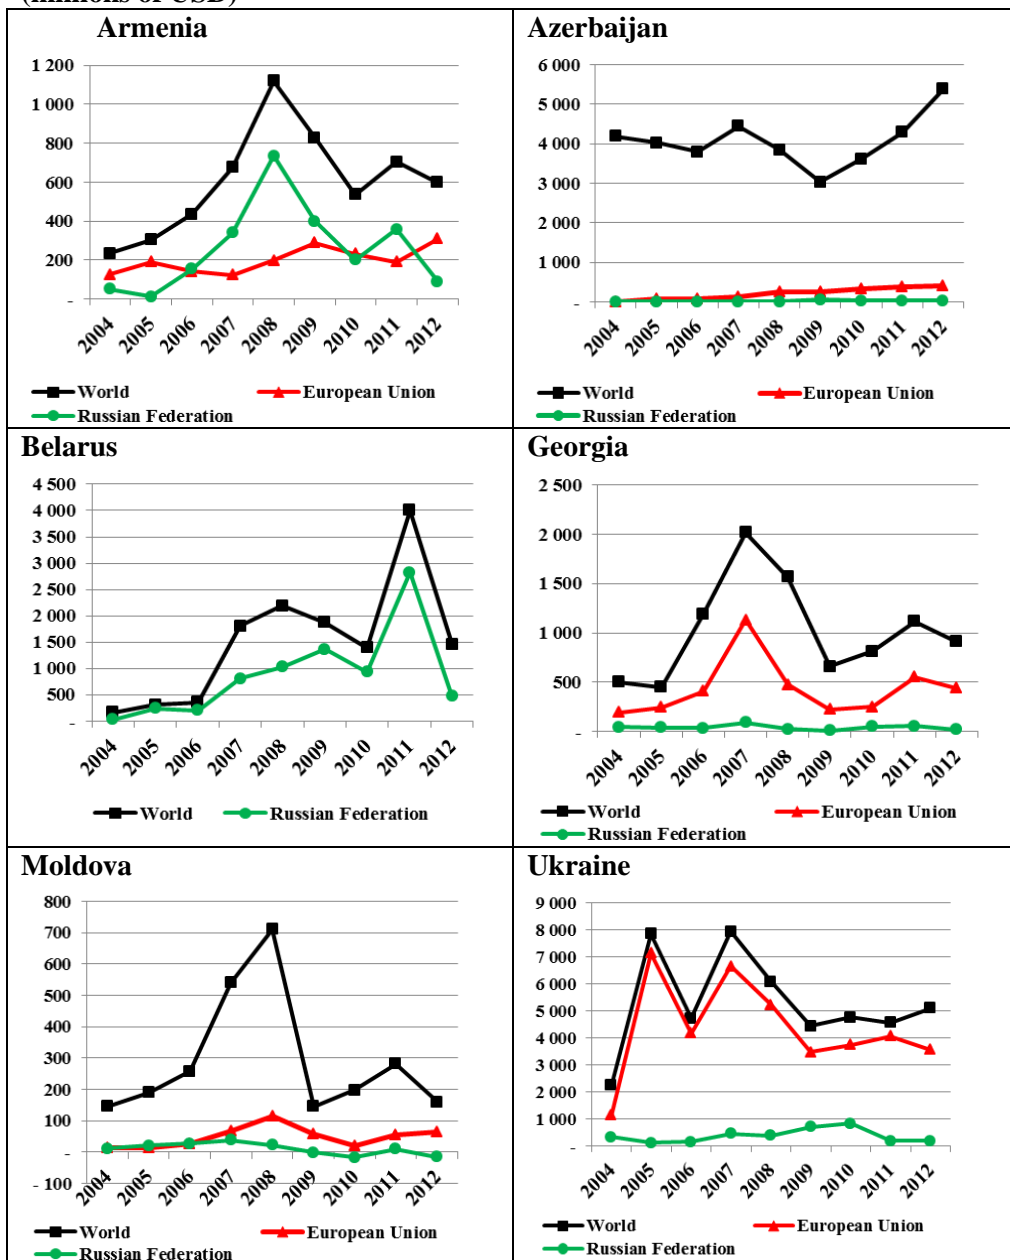 (millions of USD)
Armenia
1 200
1 000
800
600
400
200
-
2004 2005 2006 2007 2008 2009 2010 2011 2012
World European Union
Russian Federation
Azerbaijan
6 000
5 000
4 000
3 000
2 000
1 000
-
2004 2005 2006 2007 2008 2009 2010 2011 2012
World European Union
Russian Federation
Belarus
4 500
4 000
3 500
3 000
2 500
2 000
1 500
1 000
500
-
2004 2005 2006 2007 2008 2009 2010 2011 2012
World Russian Federation
Georgia
2 500
2 000
1 500
1 000
500
-
2004 2005 2006 2007 2008 2009 2010 2011 2012
World European Union
Russian Federation
Moldova
800
700
600
500
400
300
200
100
-
- 100
2004 2005 2006 2007 2008 2009 2010 2011 2012
World European Union
Russian Federation
Ukraine
9 000
8 000
7 000
6 000
5 000
4 000
3 000
2 000
1 000
-
2004 2005 2006 2007 2008 2009 2010 2011 2012
World European Union
Russian Federation